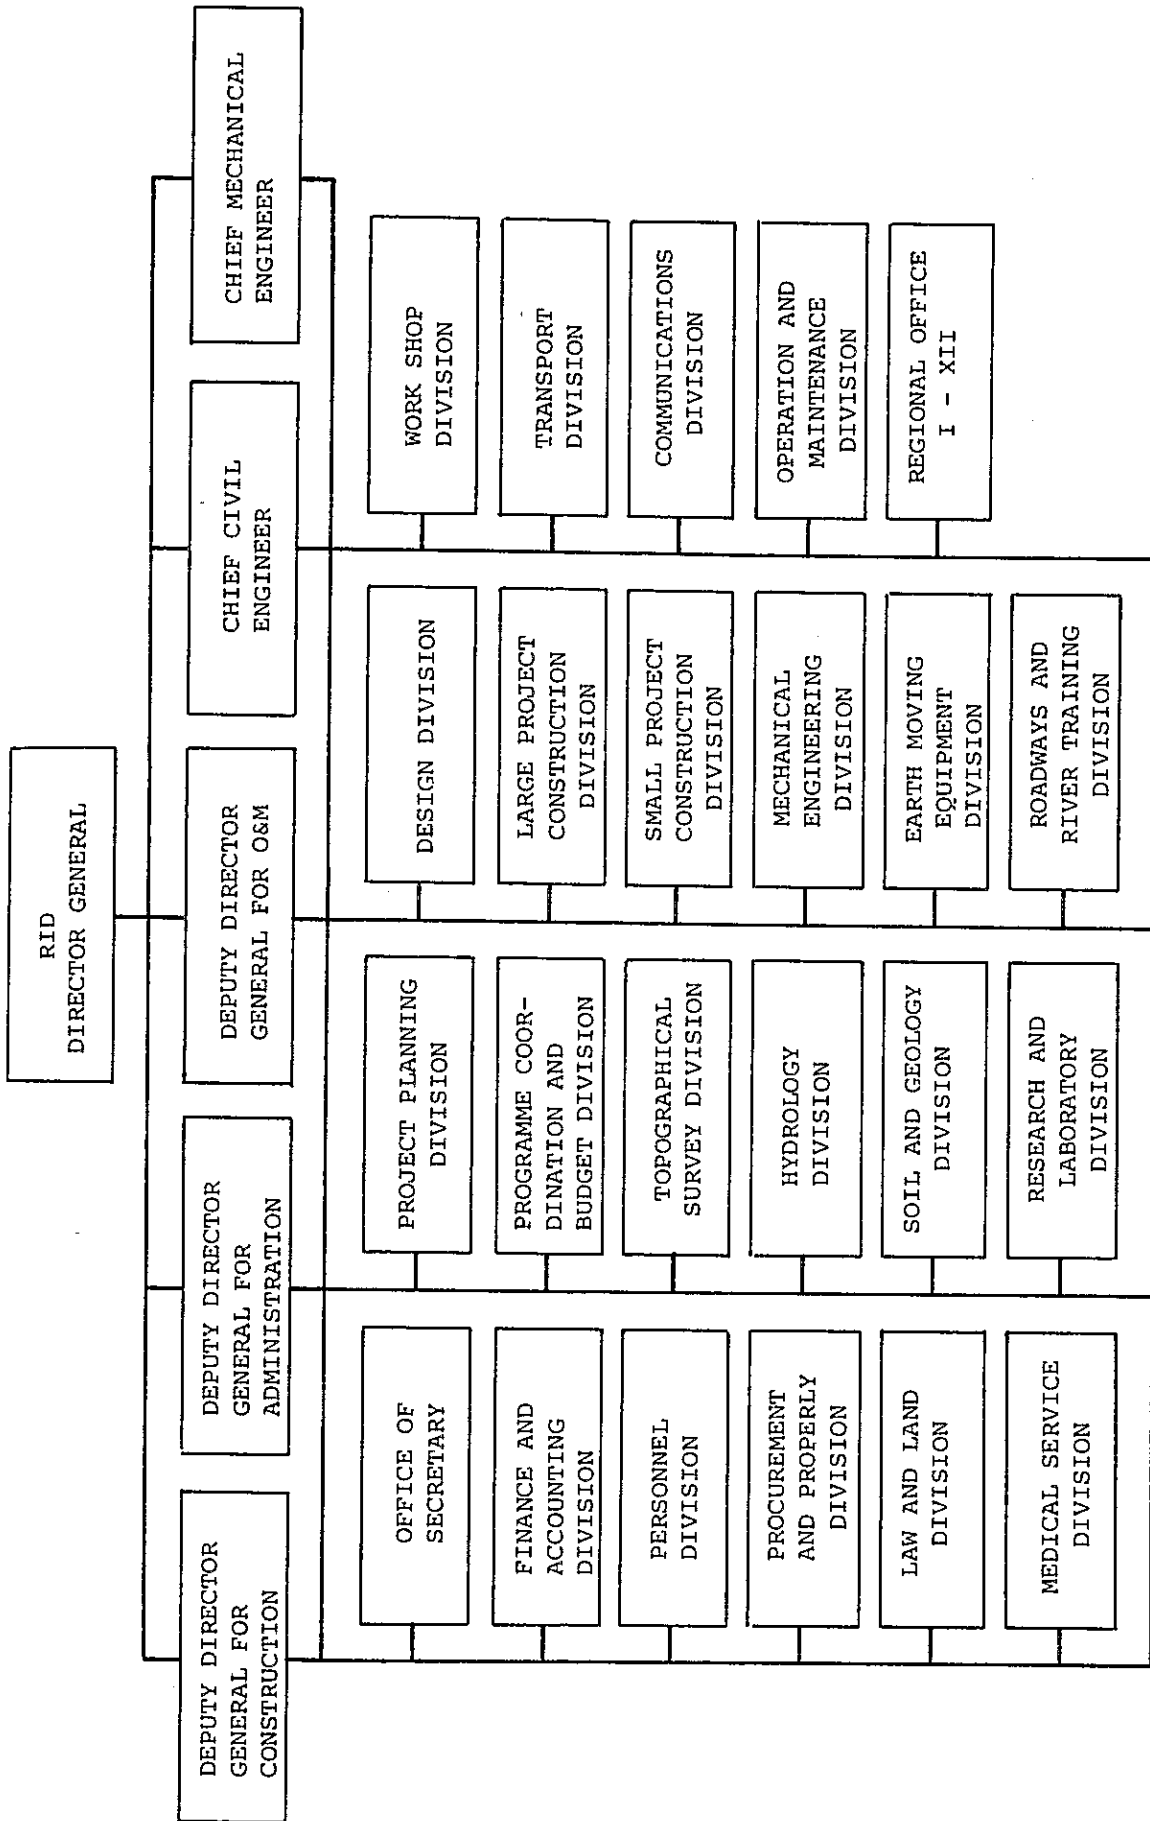 RID
DIRECTOR GENERAL
DEPUTY DIRECTOR
GENERAL FOR
CONSTRUCTION
DEPUTY DIRECTOR
GENERAL FOR
ADMINISTRATION
DEPUTY DIRECTOR
GENERAL FOR O&M
CHIEF CIVIL
ENGINEER
CHIEF MECHANICAL
ENGINEER
OFFICE OF
SECRETARY
FINANCE AND
ACCOUNTING
DIVISION
PERSONNEL
DIVISION
PROCUREMENT
AND PROPERLY
DIVISION
LAW AND LAND
DIVISION
MEDICAL SERVICE
DIVISION
PROJECT PLANNING
DIVISION
PROGRAMME COOR-
DINATION AND
BUDGET DIVISION
TOPOGRAPHICAL
SURVEY DIVISION
HYDROLOGY
DIVISION
SOIL AND GEOLOGY
DIVISION
RESEARCH AND
LABORATORY
DIVISION
DESIGN DIVISION
LARGE PROJECT
CONSTRUCTION
DIVISION
SMALL PROJECT
CONSTRUCTION
DIVISION
MECHANICAL
ENGINEERING
DIVISION
EARTH MOVING
EQUIPMENT
DIVISION
ROADWAYS AND
RIVER TRAINING
DIVISION
WORK SHOP
DIVISION
TRANSPORT
DIVISION
COMMUNICATIONS
DIVISION
OPERATION AND
MAINTENANCE
DIVISION
REGIONAL OFFICE
I - XII